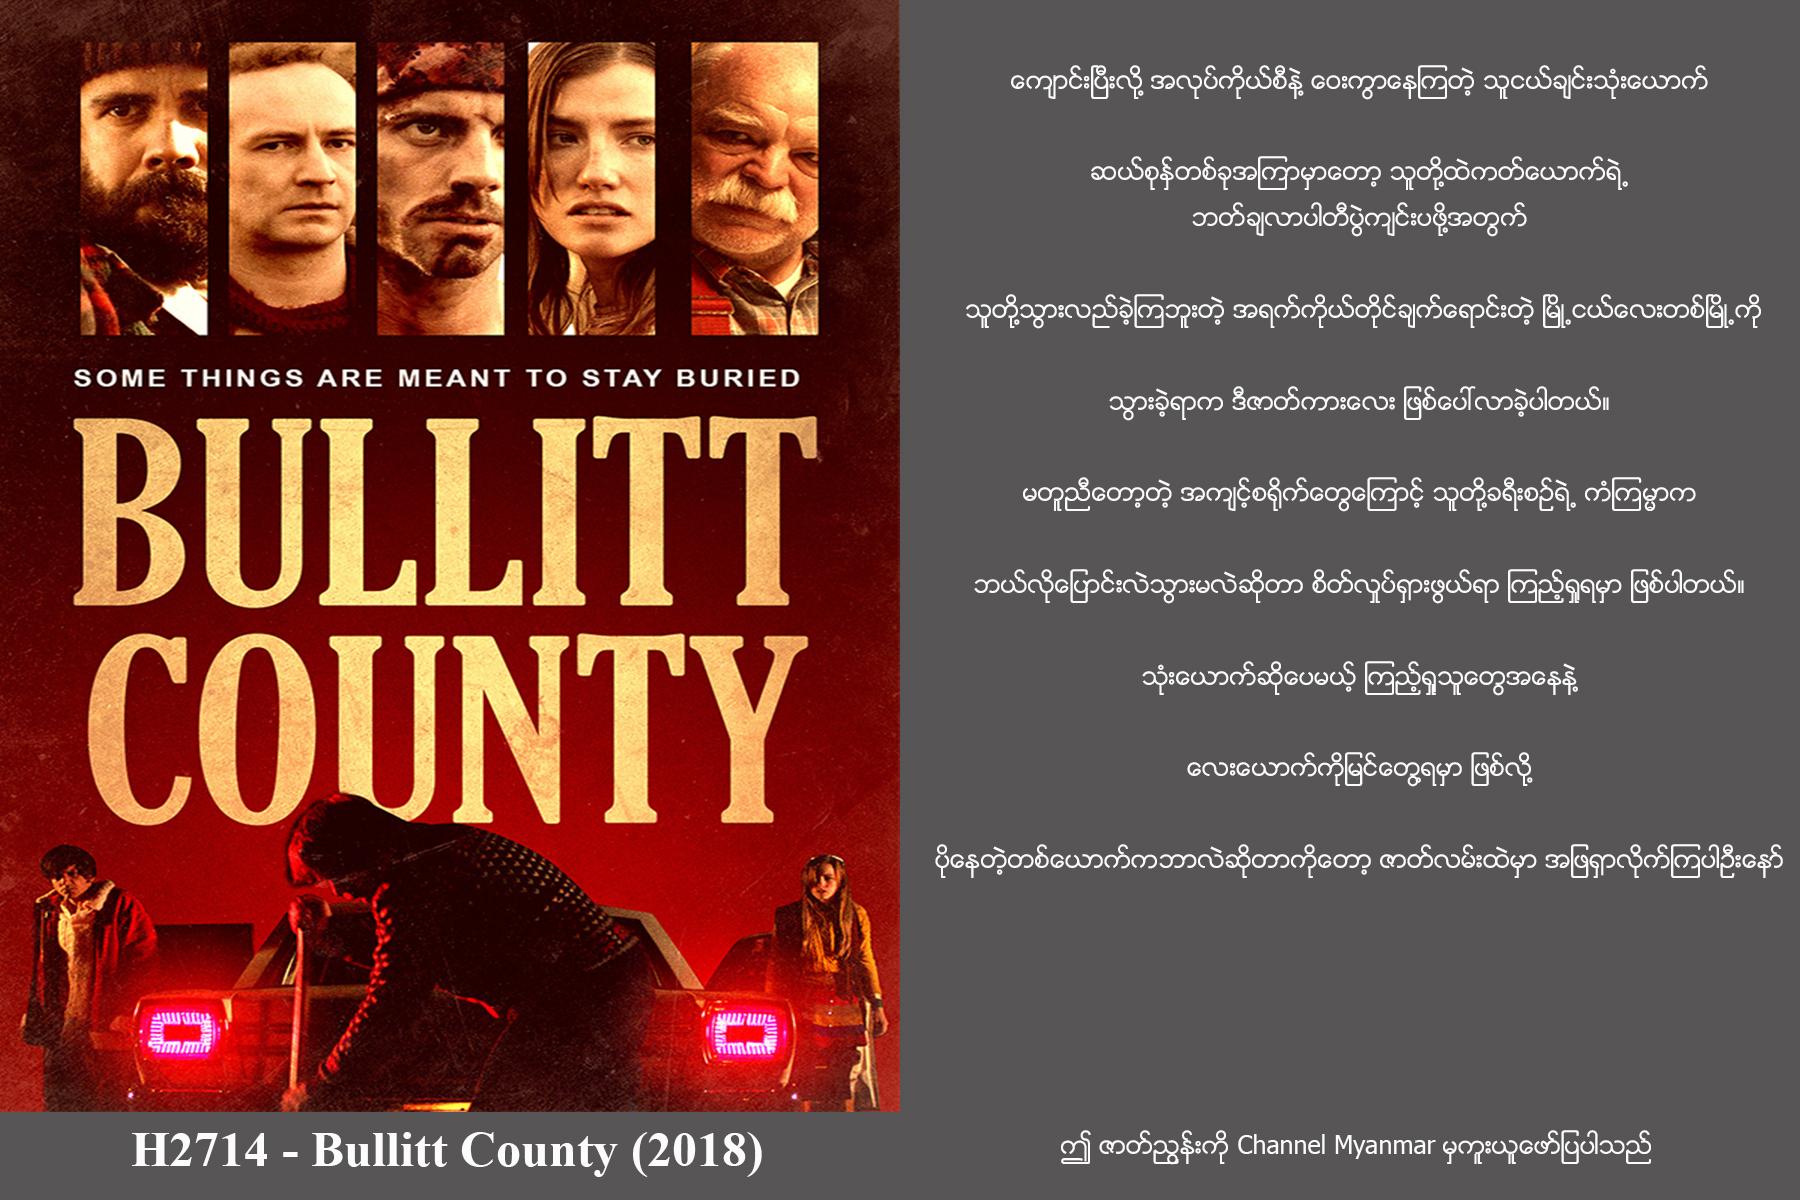 SOME THINGS ARE MEANT TO STAY BURIED
BULLITT
COUNTY
H2714 - Bullitt County (2018)
ကျောင်းပြီးလို့ အလုပ်ကိုယ်စီနဲ့ ဝေးကွာနေကြတဲ့ သူငယ်ချင်းသုံးယောက်
ဆယ်စုနှစ်တစ်ခုအကြာမှာတော့ သူတို့ထဲကတစ်ယောက်ရဲ့
ဘတ်ချလာပါတီပွဲကျင်းပဖို့အတွက်
သူတို့သွားလည်ခဲ့ကြဘူးတဲ့ အရက်ကိုယ်တိုင်ချက်ရောင်းတဲ့ မြို့ငယ်လေးတစ်မြို့ကို
သွားခဲ့ရာက ဒီဇာတ်ကားလေး ဖြစ်ပေါ်လာခဲ့ပါတယ်။
မတူညီတော့တဲ့ အကျင့်စရိုက်တွေကြောင့် သူတို့ခရီးစဉ်ရဲ့ ကံကြမ္မာက
ဘယ်လိုပြောင်းလဲသွားမလဲဆိုတာ စိတ်လှုပ်ရှားဖွယ်ရာ ကြည့်ရှုရမှာ ဖြစ်ပါတယ်။
သုံးယောက်ဆိုပေမယ့် ကြည့်ရှုသူတွေအနေနဲ့
လေးယောက်ကိုမြင်တွေ့ရမှာ ဖြစ်လို့
ပိုနေတဲ့တစ်ယောက်ကဘာလဲဆိုတာကိုတော့ ဇာတ်လမ်းထဲမှာ အဖြေရှာလိုက်ကြပါဦးနော်
ဤ ဇာတ်ညွှန်းကို Channel Myanmar မှကူးယူဖော်ပြပါသည်